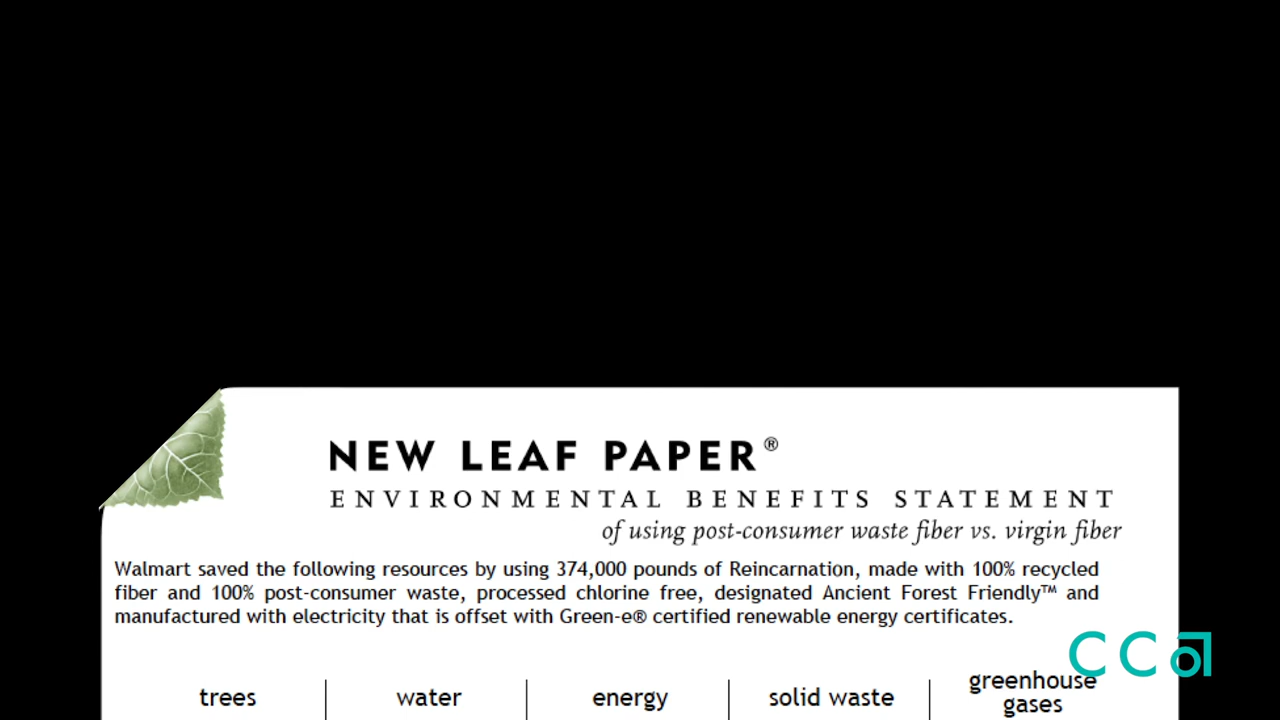 NEW LEAF PAPER®
ENVIRONMENTAL BENEFITS STATEMENT
of using post-consumer waste fiber vs. virgin fiber
Walmart saved the following resources by using 374,000 pounds of Reincarnation, made with 100% recycled
fiber and 100% post-consumer waste, processed chlorine free, designated Ancient Forest Friendly™ and
manufactured with electricity that is offset with Green-e® certified renewable energy certificates.
trees
water
energy
solid waste
greenhouse
gases
CCa